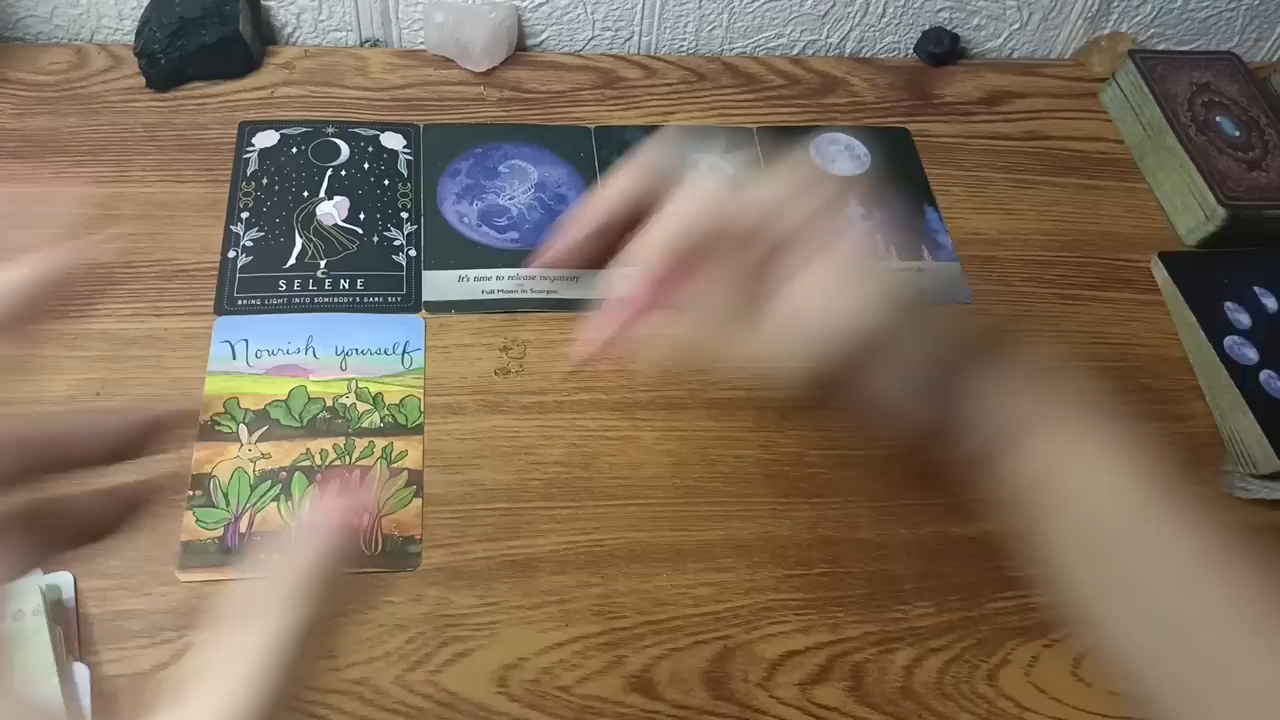 SELENE
BRING LIGHT INTO SOMEBODY'S DARK SKY
It's time to release negativity
Full Moon in Scorpio
Nourish yourself